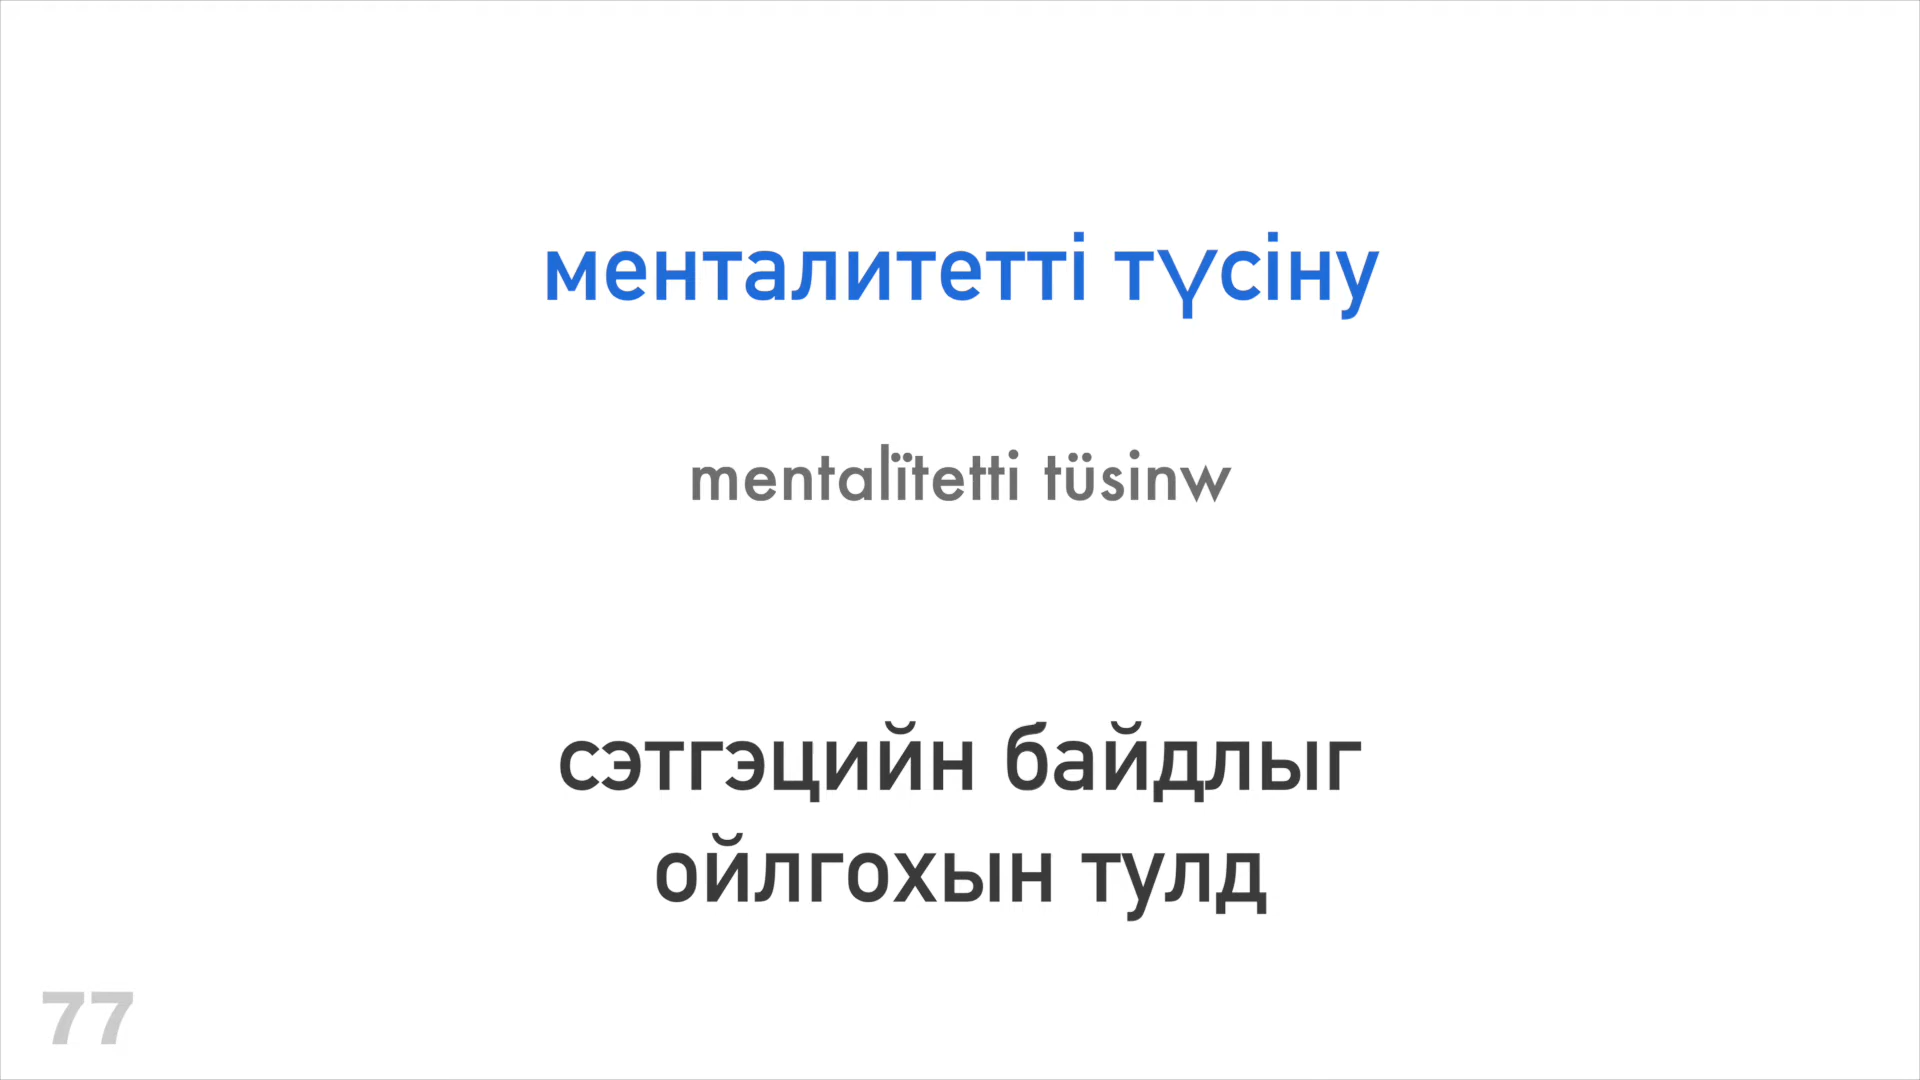 менталитетті түсіну
mentalïtetti tüsinw
сэтгэцийн байдлыг
ойлгохын тулд
77